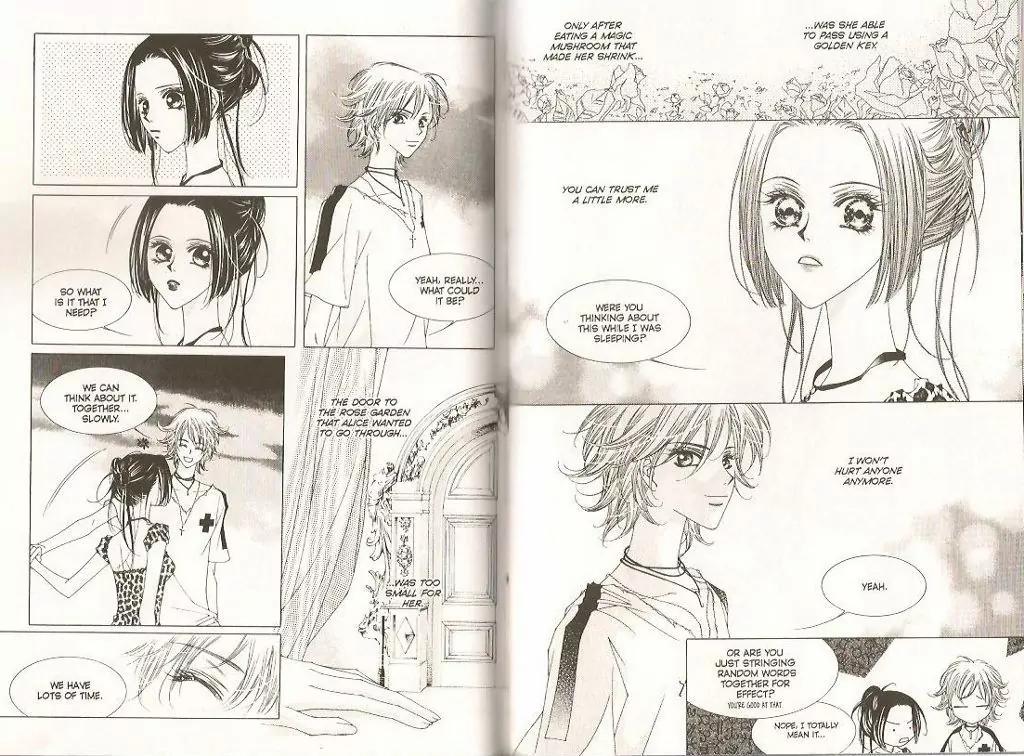 SO WHAT
IS IT THAT I
NEED?
YEAH, REALLY...
WHAT COULD
IT BE?
WE CAN
THINK ABOUT IT.
TOGETHER...
SLOWLY.
THE DOOR TO
THE ROSE GARDEN
THAT ALICE WANTED
TO GO THROUGH...
...WAS TOO
SMALL FOR
HER.
WE HAVE
LOTS OF TIME.
ONLY AFTER
EATING A MAGIC
MUSHROOM THAT
MADE HER SHRINK...
...WAS SHE ABLE
TO PASS USING A
GOLDEN KEY.
YOU CAN TRUST ME
A LITTLE MORE.
WERE YOU
THINKING ABOUT
THIS WHILE I WAS
SLEEPING?
I WON'T
HURT ANYONE
ANYMORE.
YEAH.
OR ARE YOU
JUST STRINGING
RANDOM WORDS
TOGETHER FOR
EFFECT?
YOU'RE GOOD AT THAT.
NOPE, I TOTALLY
MEAN IT...